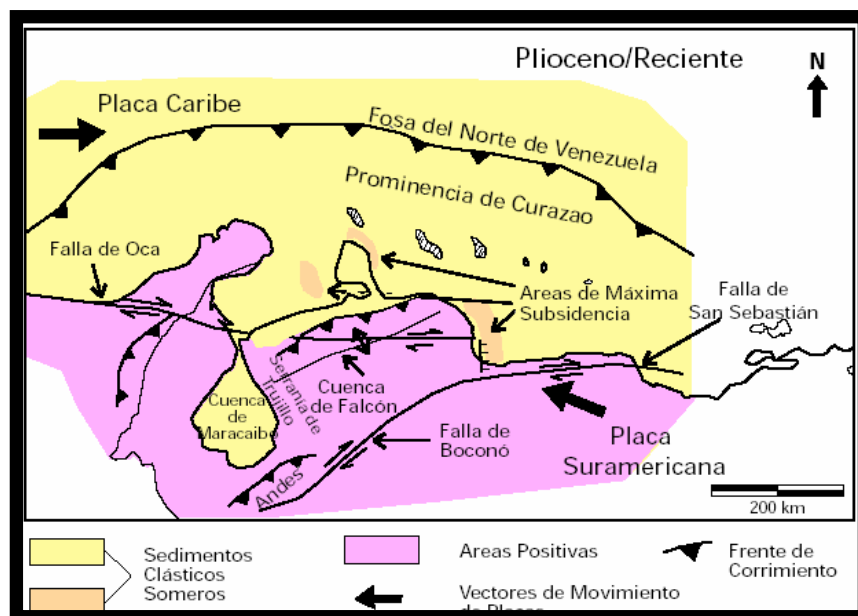 Plioceno/Reciente
N
Placa Caribe
Fosa del Norte de Venezuela
Prominencia de Curazao
Falla de Oca
Areas de Máxima
Subsidencia
Falla de
San Sebastián
Serranía de
Trujillo
Cuenca
de Falcón
Cuenca
de
Maracaibo
Falla de
Boconó
Andes
Placa
Suramericana
200 km
Sedimentos
Clásticos
Someros
Areas Positivas
Frente de
Corrimiento
Vectores de Movimiento
de Placas